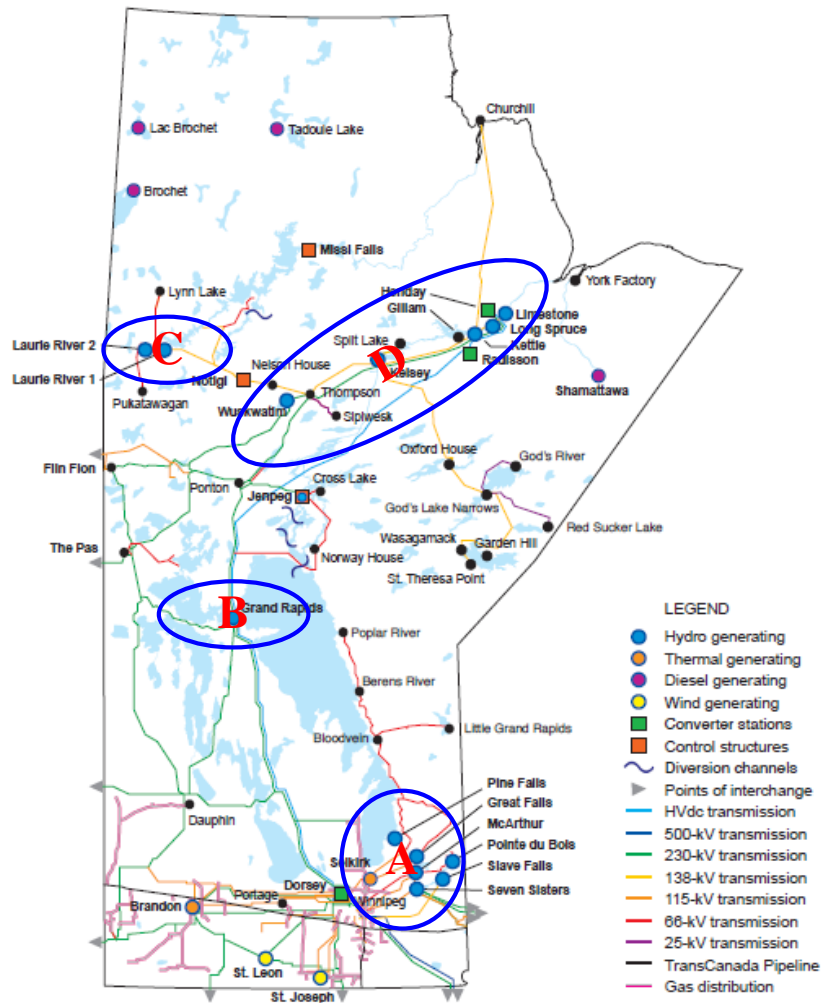 Churchill
Lac Brochet
Tadoule Lake
Brochet
Missi Falls
York Factory
Lynn Lake
Henday
Gillam
Limestone
Long Spruce
Laurie River 2
C
Split Lake
D
Kettle
Kelsey
Radisson
Laurie River 1
Nelson House
Notigi
Shamattawa
Pukatawagan
Thompson
Wuskwatim
Sipiwesk
Oxford House
God's River
Flin Flon
Ponton
Cross Lake
Jenpeg
God's Lake Narrows
Red Sucker Lake
Wasagamack
Garden Hill
The Pas
Norway House
St. Theresa Point
Grand Rapids
B
Poplar River
Berens River
Little Grand Rapids
Bloodvein
Pine Falls
Great Falls
Dauphin
McArthur
Pointe du Bois
A
Selkirk
Slave Falls
Dorsey
Seven Sisters
Portage
Winnipeg
Brandon
St. Leon
St. Joseph
LEGEND
Hydro generating
Thermal generating
Diesel generating
Wind generating
Converter stations
Control structures
Diversion channels
Points of interchange
HVdc transmission
500-kV transmission
230-kV transmission
138-kV transmission
115-kV transmission
66-kV transmission
25-kV transmission
TransCanada Pipeline
Gas distribution